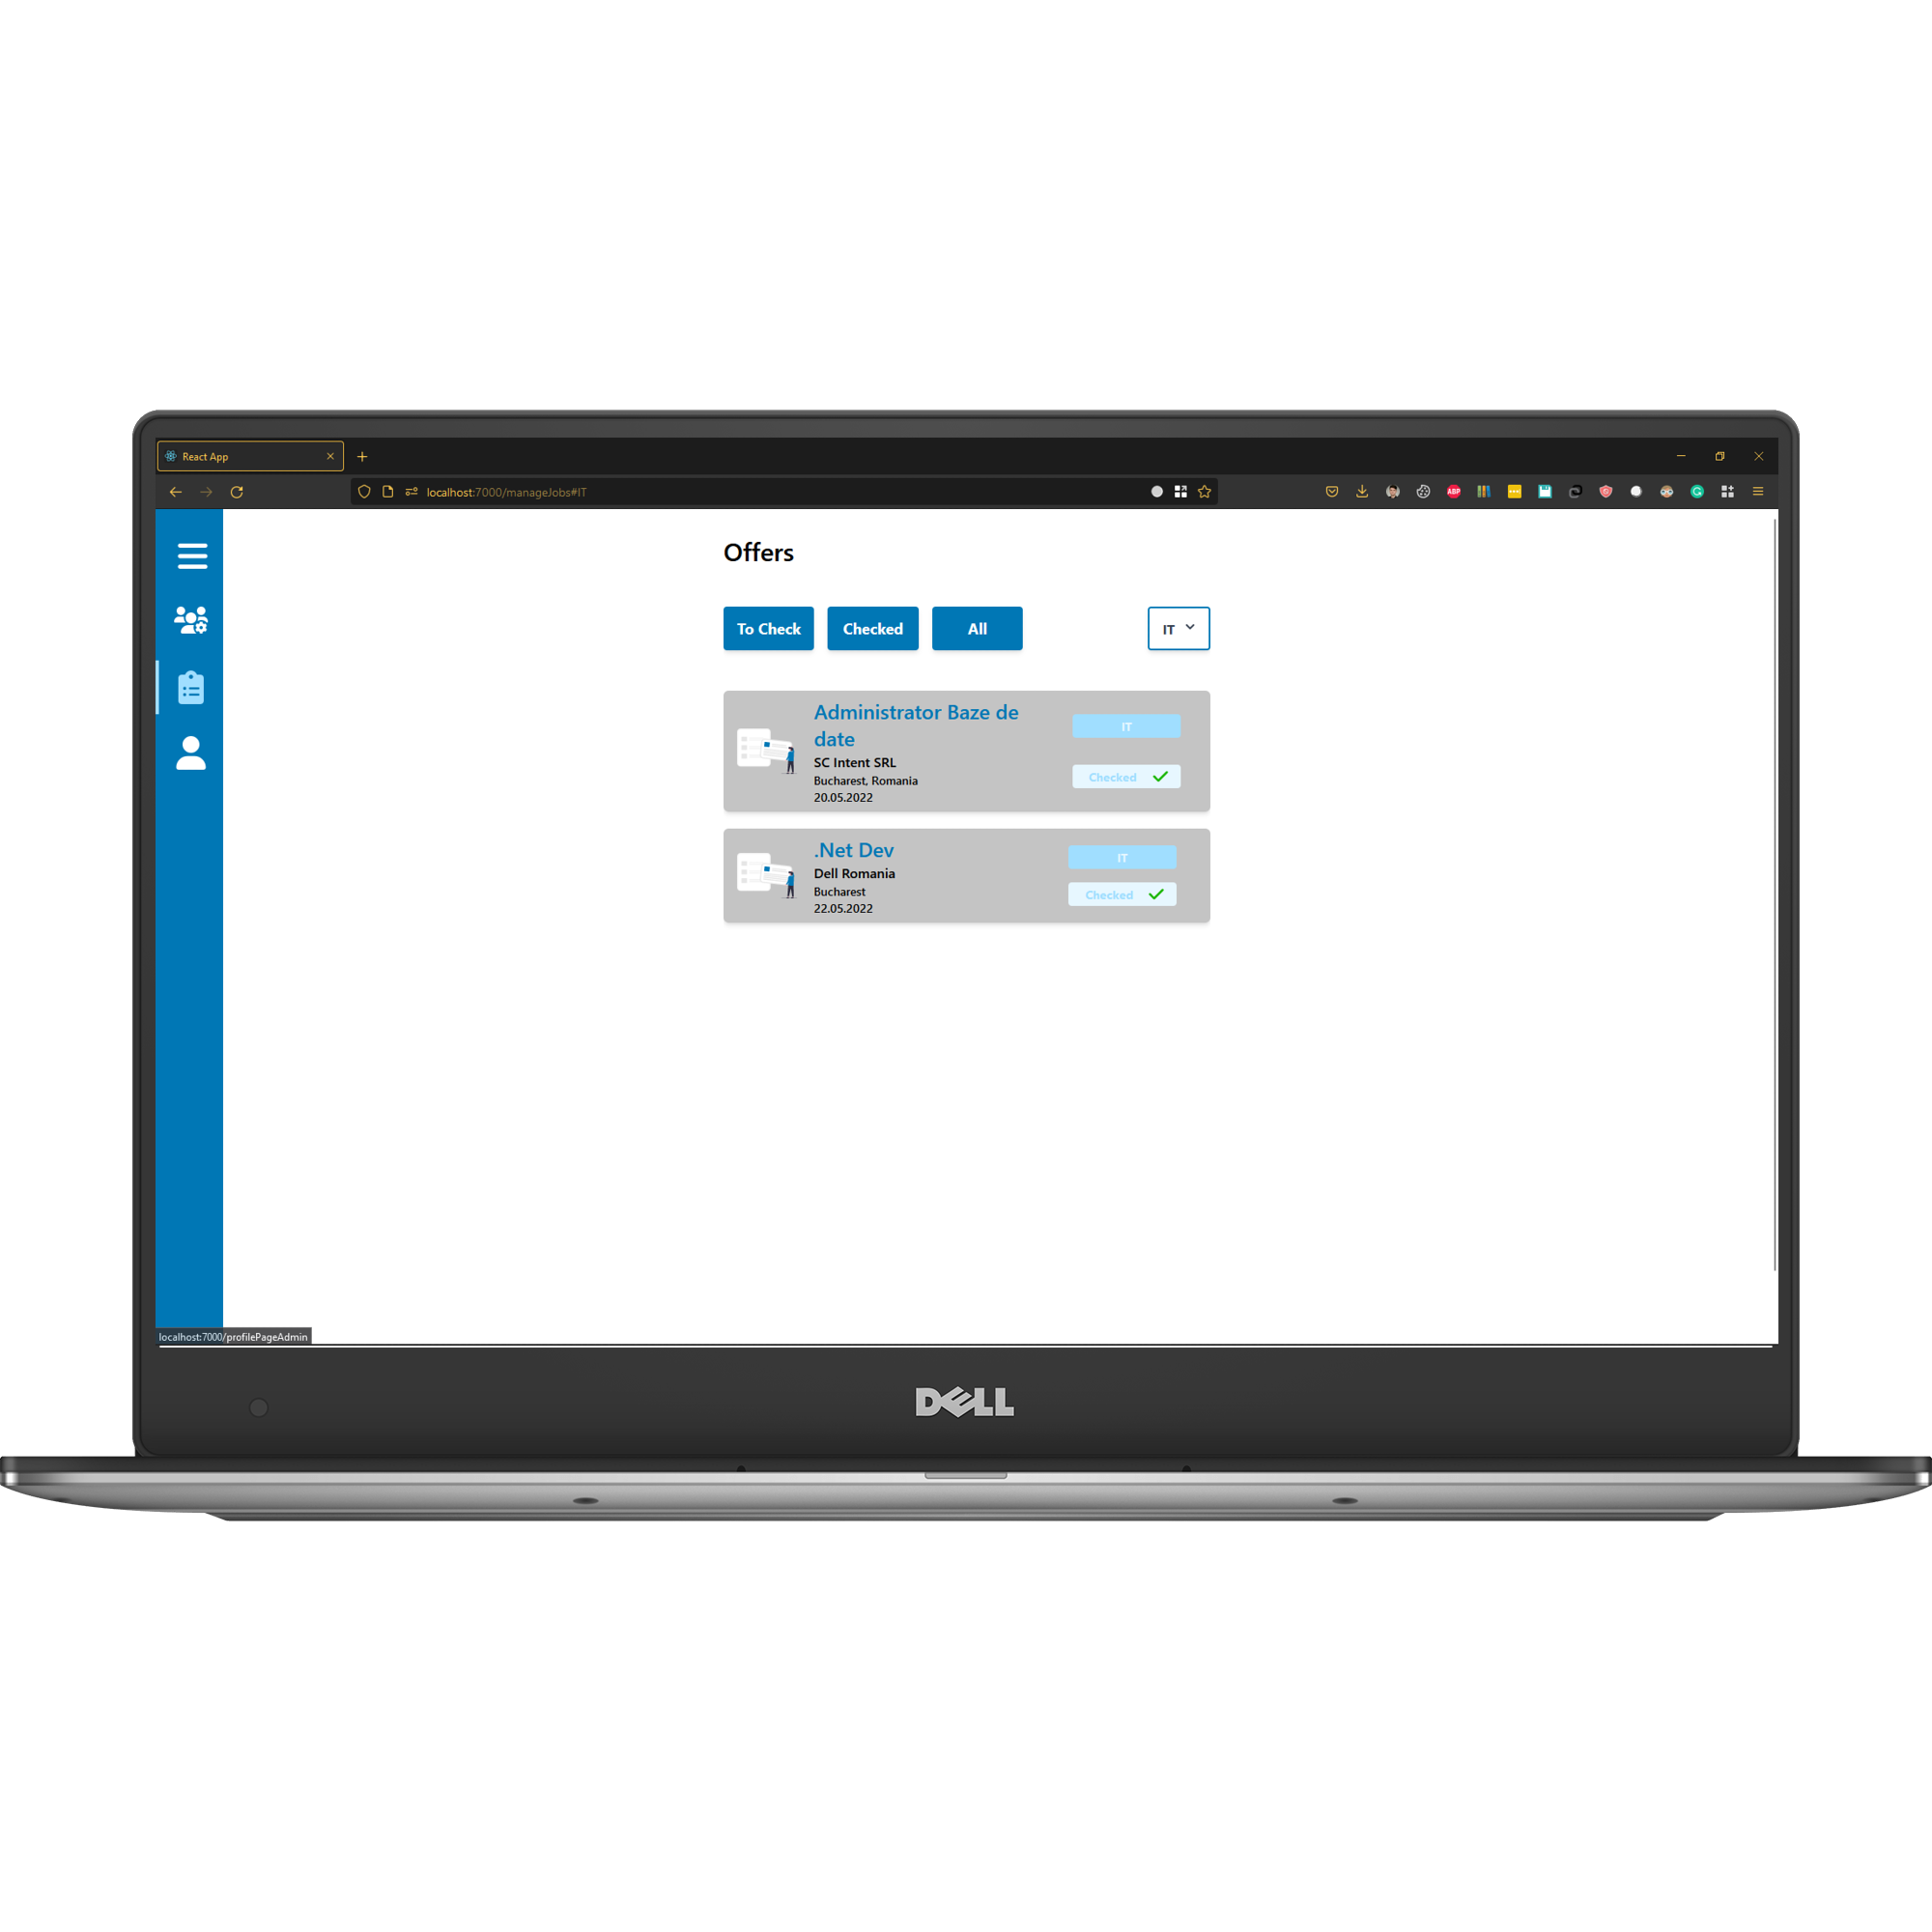 React App
localhost:7000/manageJobs#IT
ABP
Offers
To Check
Checked
All
IT
Administrator Baze de
date
SC Intent SRL
Bucharest, Romania
20.05.2022
IT
Checked
.Net Dev
Dell Romania
Bucharest
22.05.2022
IT
Checked
localhost:7000/profilePageAdmin
DELL